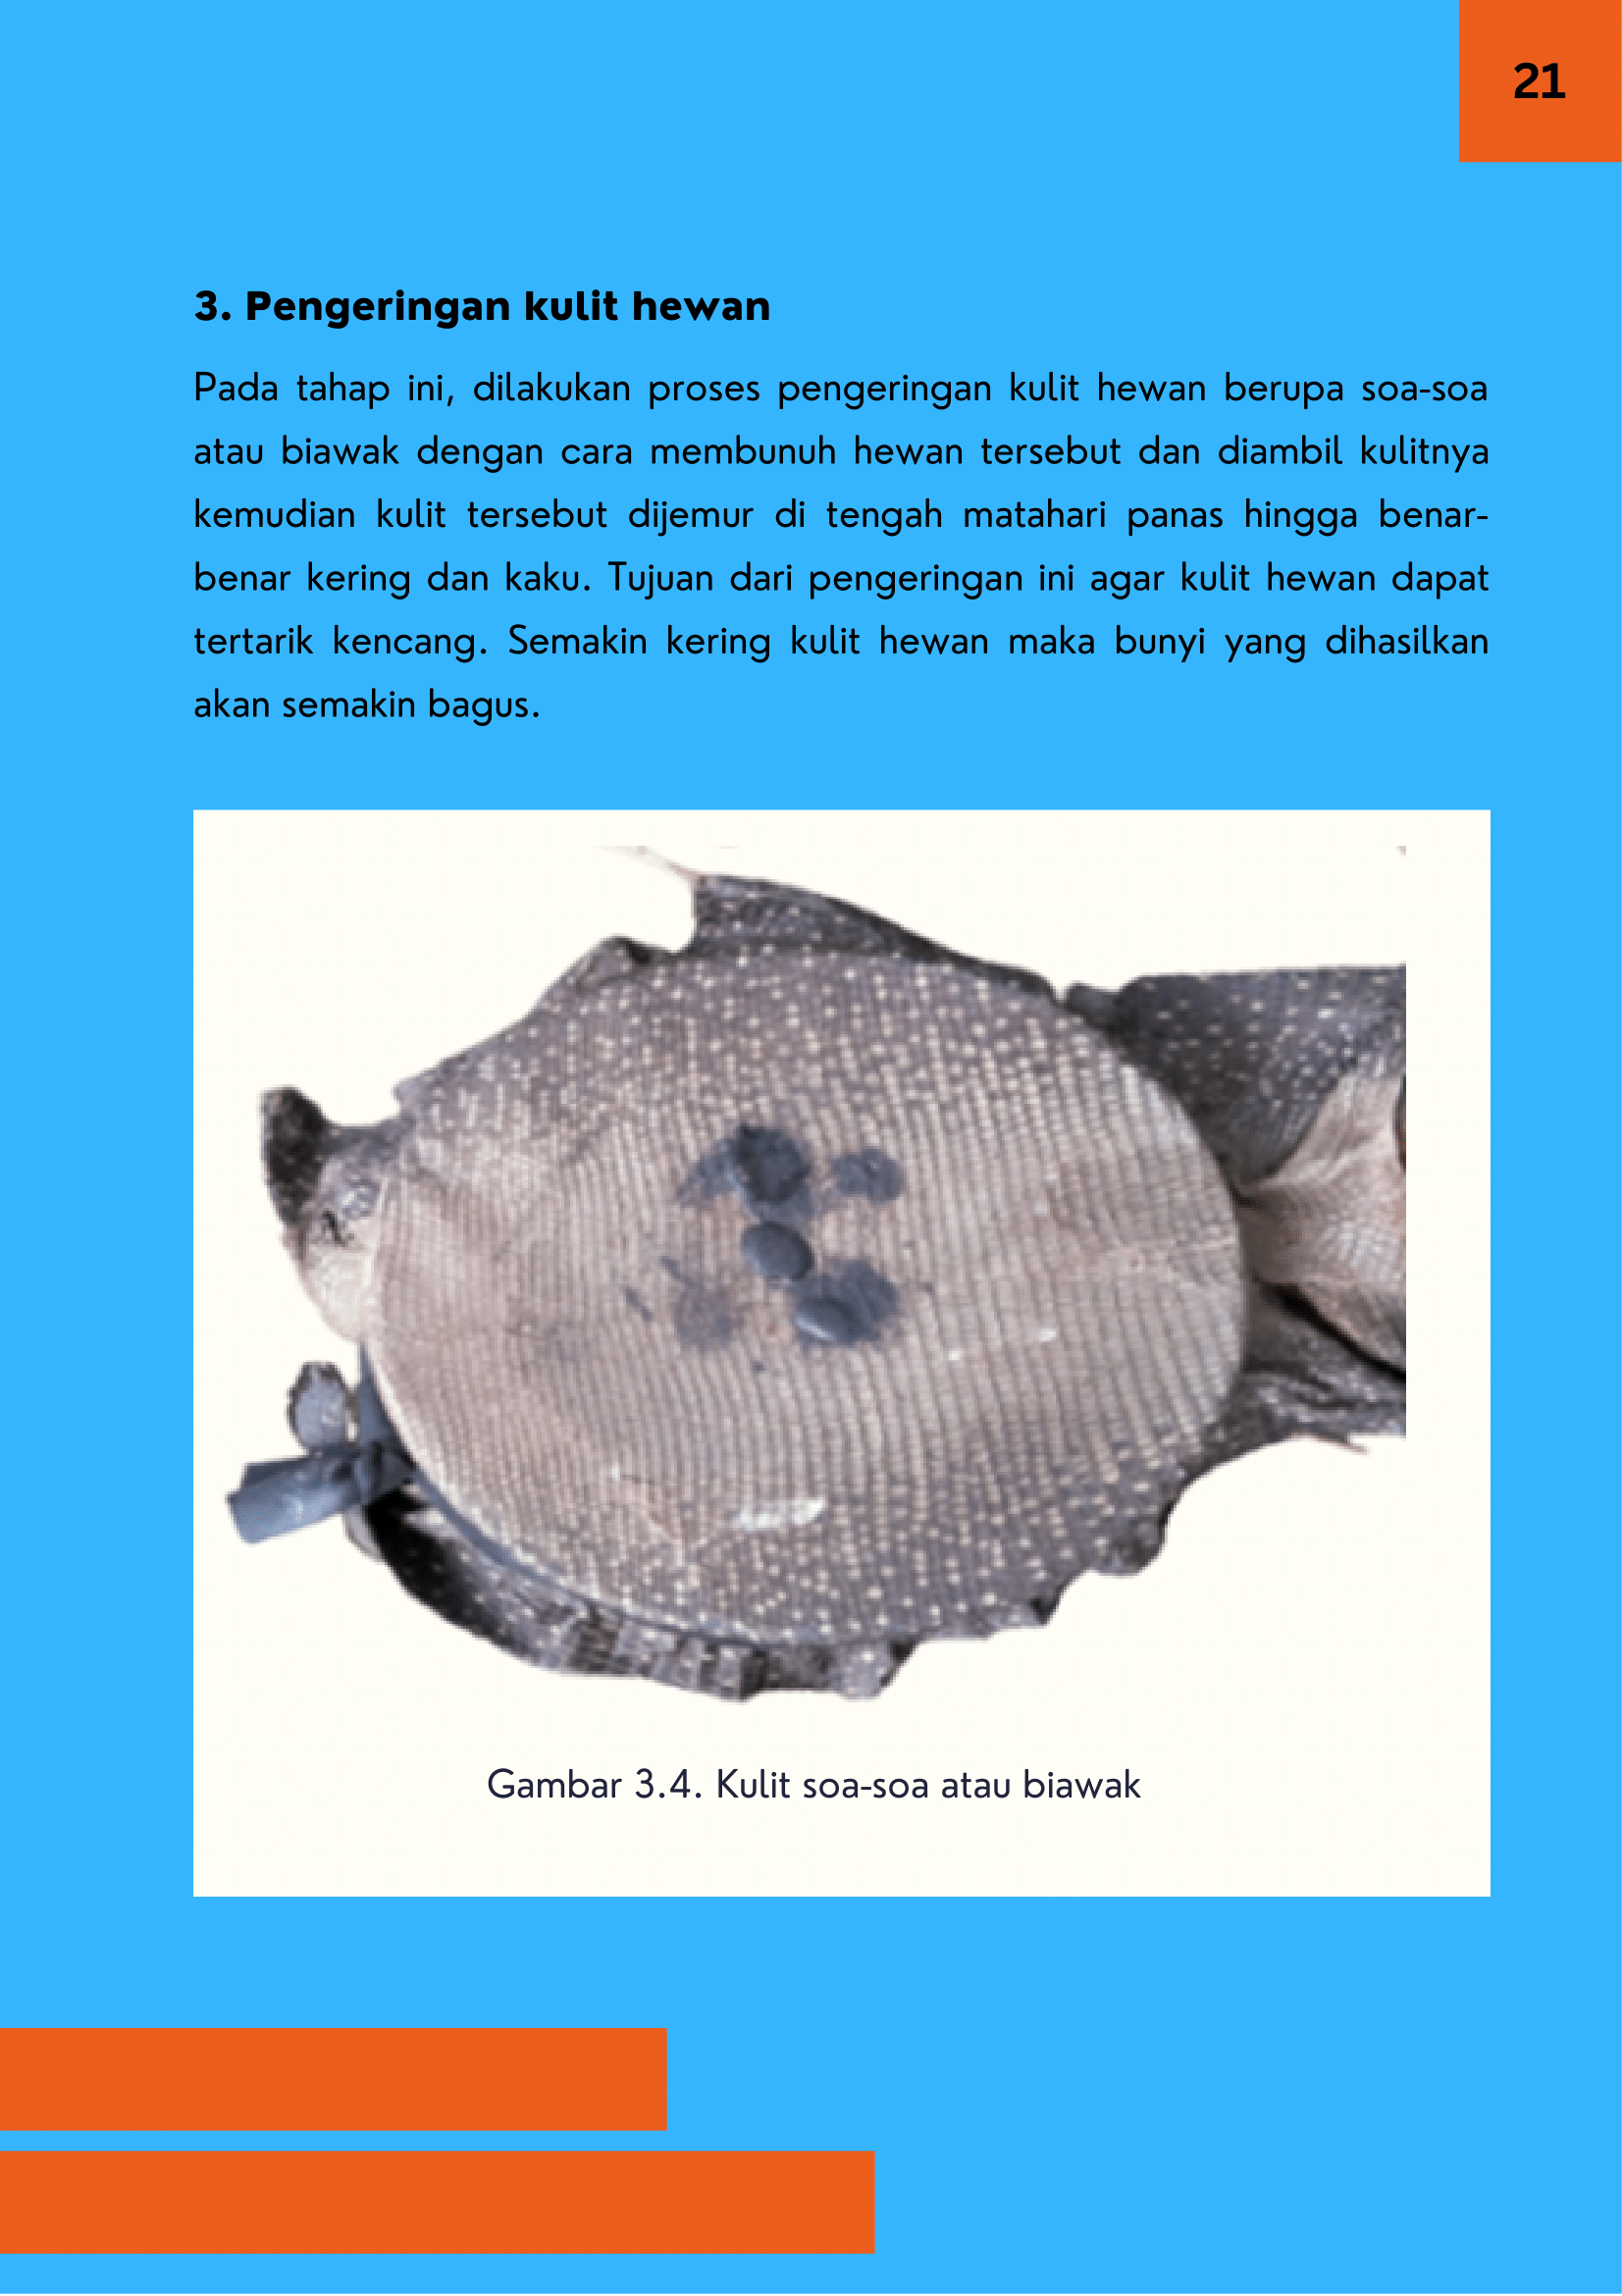 21
3. Pengeringan kulit hewan
Pada tahap ini, dilakukan proses pengeringan kulit hewan berupa soa-soa
atau biawak dengan cara membunuh hewan tersebut dan diambil kulitnya
kemudian kulit tersebut dijemur di tengah matahari panas hingga benar-
benar kering dan kaku. Tujuan dari pengeringan ini agar kulit hewan dapat
tertarik kencang. Semakin kering kulit hewan maka bunyi yang dihasilkan
akan semakin bagus.
Gambar 3.4. Kulit soa-soa atau biawak